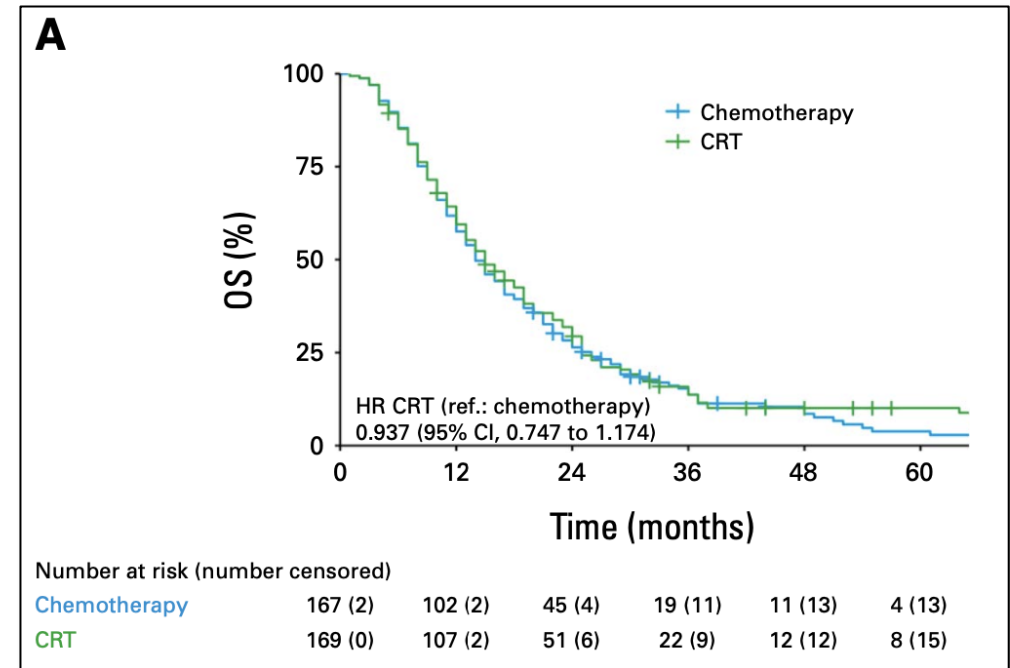 A
100
75
50
25
0
OS (%)
Chemotherapy
CRT
HR CRT (ref.: chemotherapy)
0.937 (95% CI, 0.747 to 1.174)
0 12 24 36 48 60
Time (months)
Number at risk (number censored)
Chemotherapy 167 (2) 102 (2) 45 (4) 19 (11) 11 (13) 4 (13)
CRT 169 (0) 107 (2) 51 (6) 22 (9) 12 (12) 8 (15)